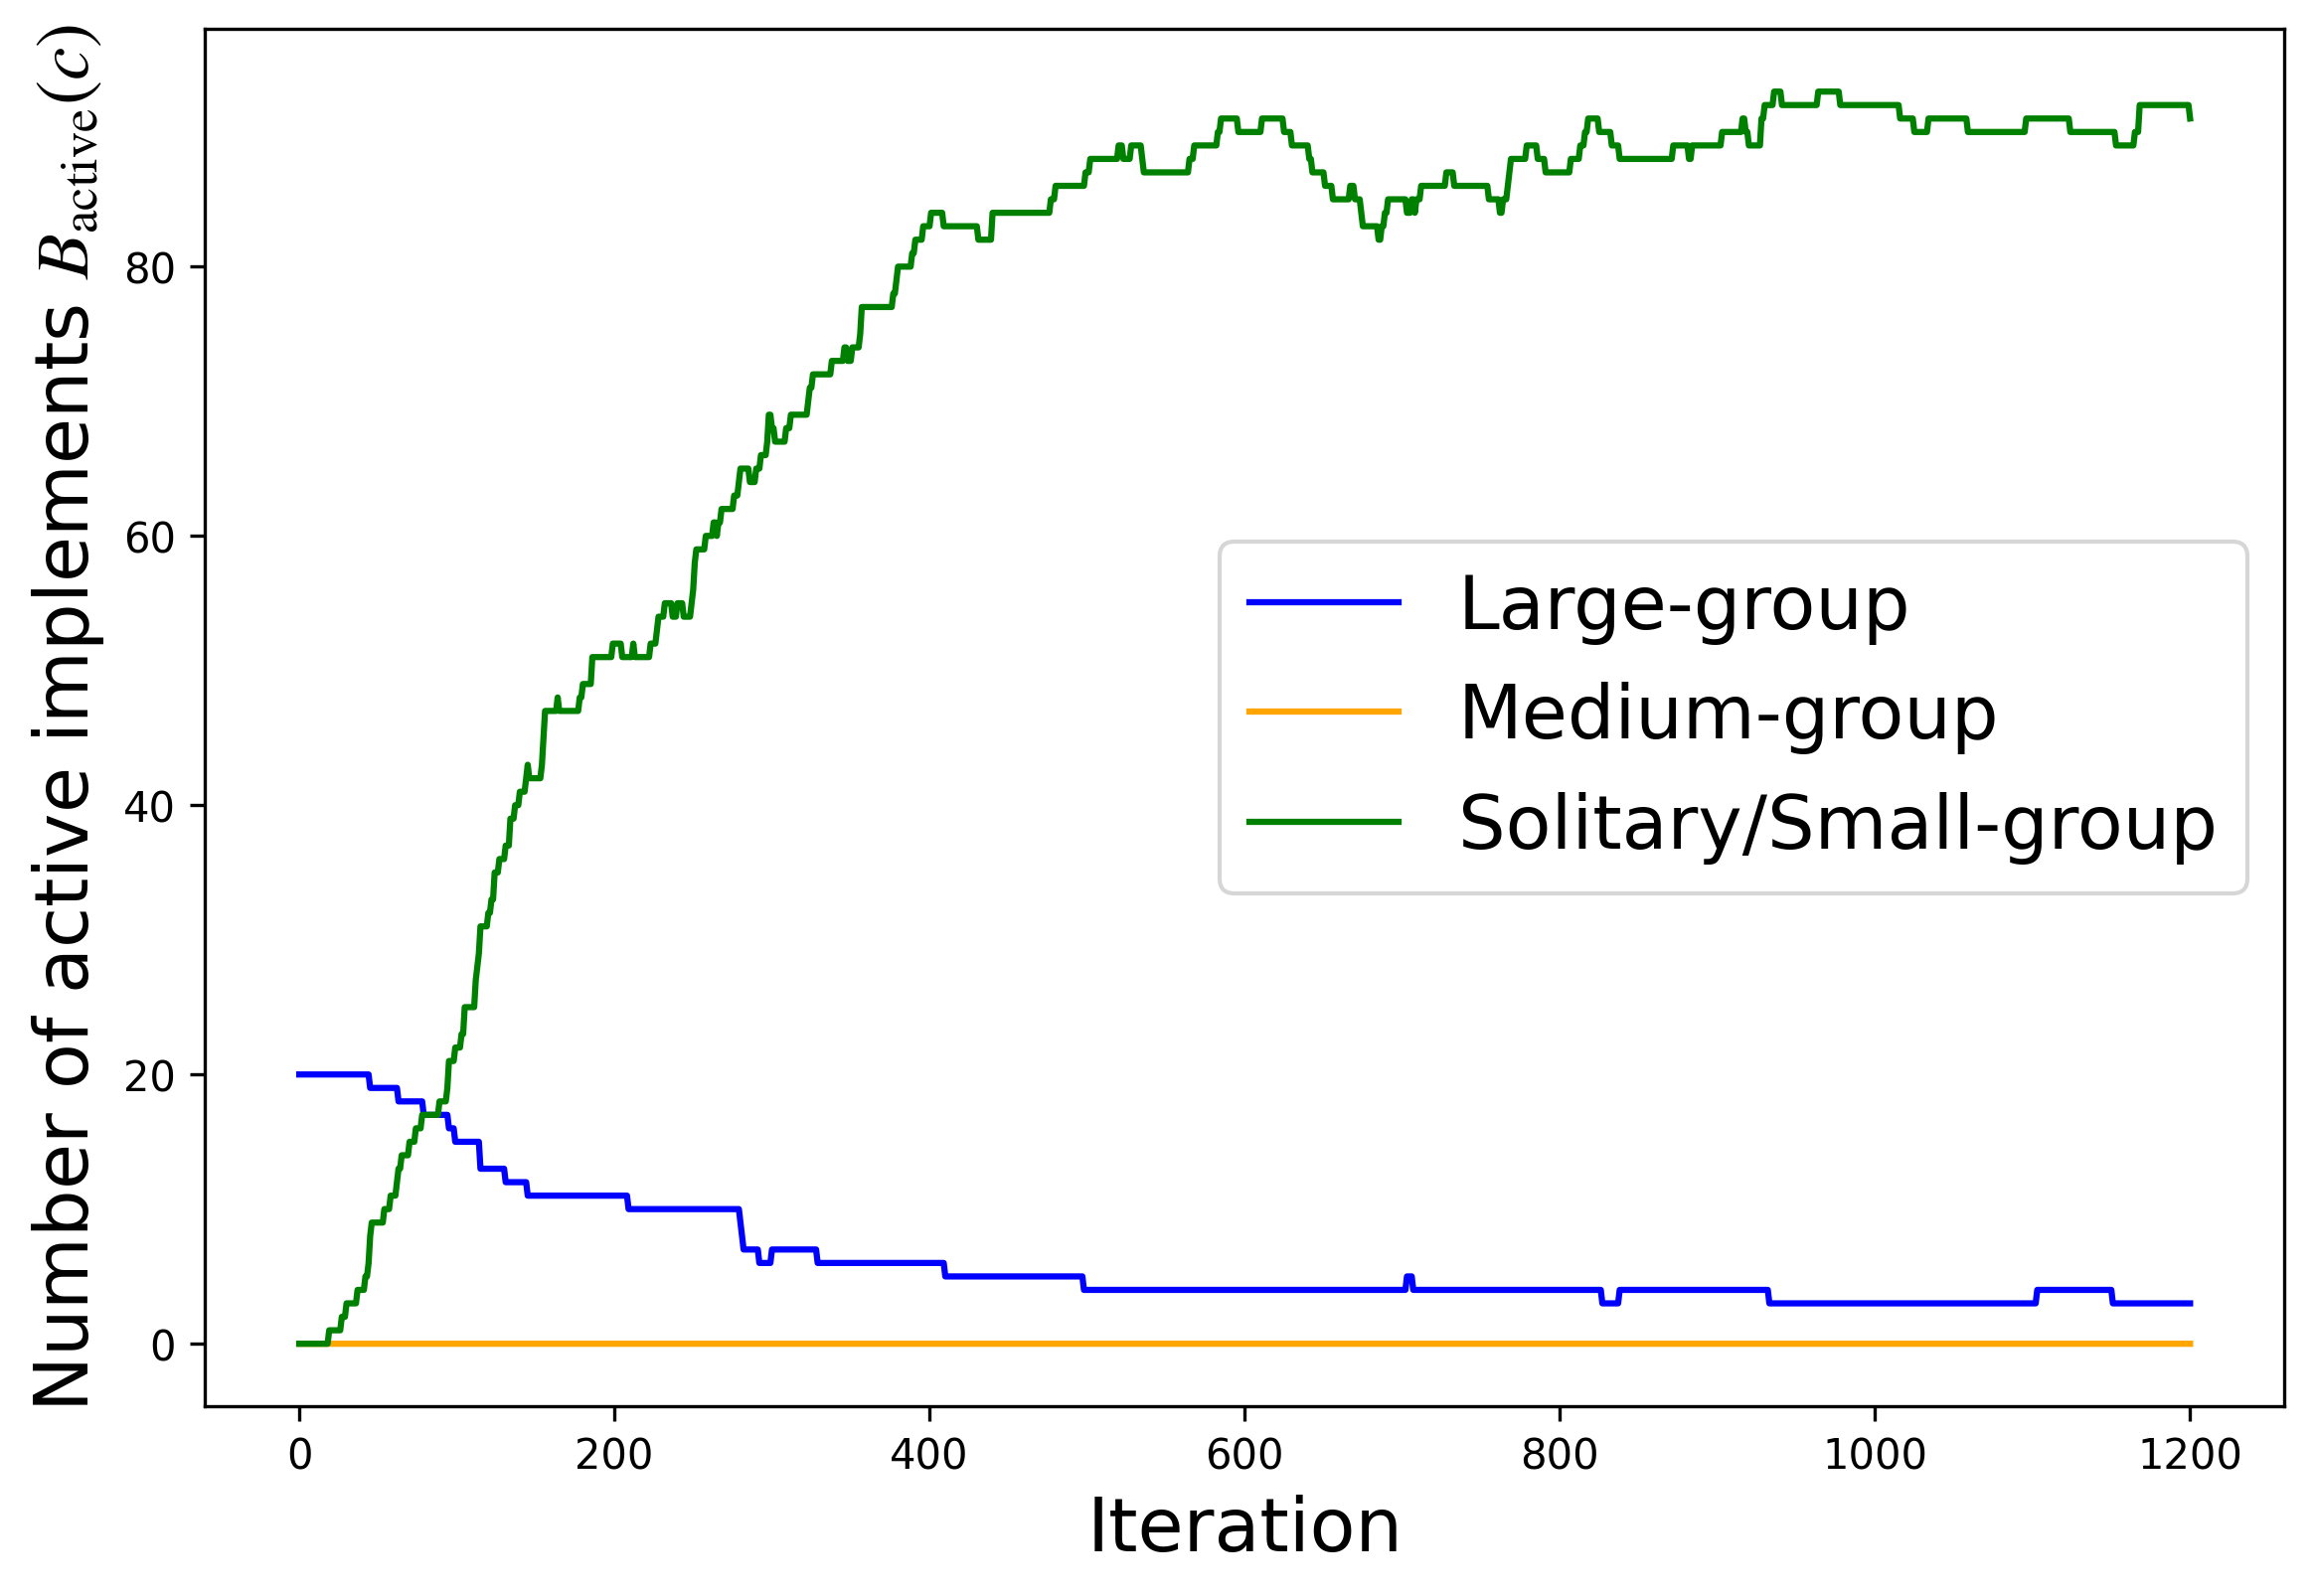 Number of active implements B_active(c)
80
60
40
20
0
Large-group
Medium-group
Solitary/Small-group
0 200 400 600 800 1000 1200
Iteration